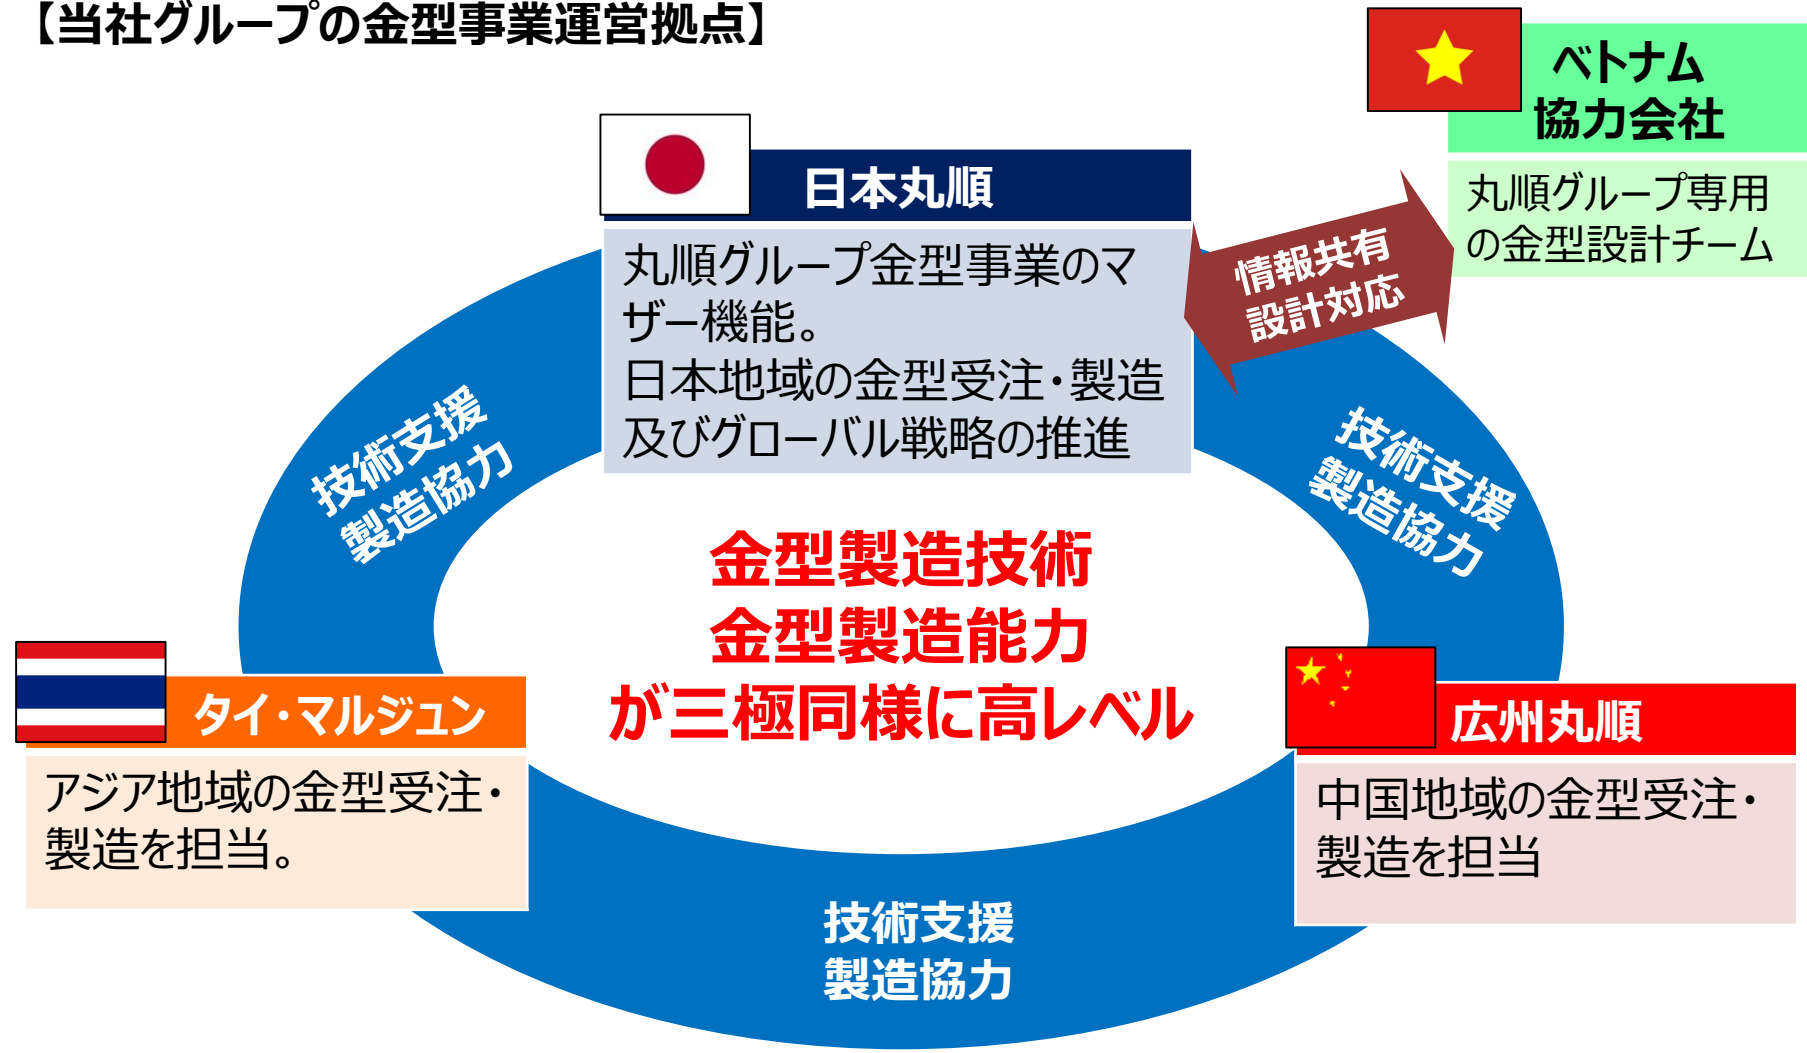 【当社グループの金型事業運営拠点】
ベトナム
協力会社
丸順グループ専用
の金型設計チーム
日本丸順
丸順グループ金型事業のマ
ザー機能。
日本地域の金型受注・製造
及びグローバル戦略の推進
情報共有
設計対応
技術支援
製造協力
技術支援
製造協力
金型製造技術
金型製造能力
が三極同様に高レベル
タイ・マルジュン
アジア地域の金型受注・
製造を担当。
広州丸順
中国地域の金型受注・
製造を担当
技術支援
製造協力